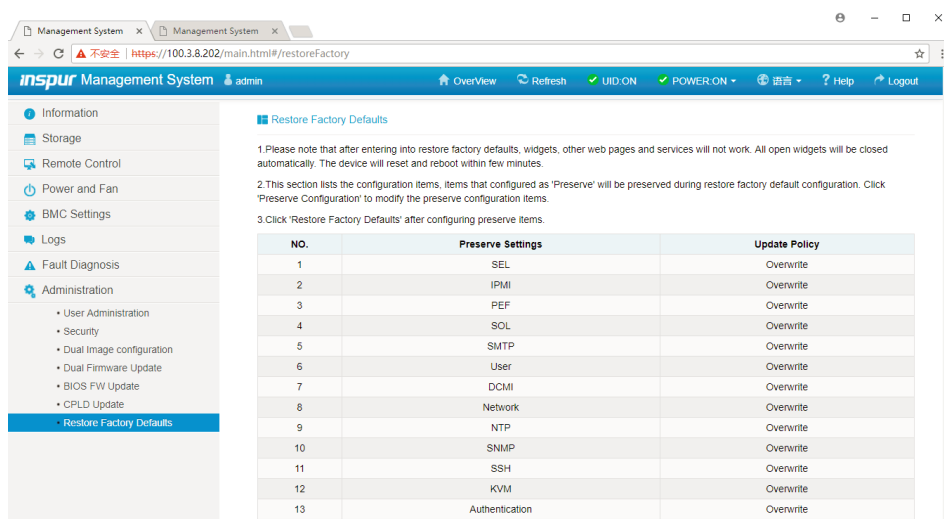 Management System
Management System
不安全 | https://100.3.8.202/main.html#/restoreFactory
inspur Management System admin OverView Refresh UID:ON POWER:ON 语言 Help Logout
Information
Storage
Remote Control
Power and Fan
BMC Settings
Logs
Fault Diagnosis
Administration
• User Administration
• Security
• Dual Image configuration
• Dual Firmware Update
• BIOS FW Update
• CPLD Update
• Restore Factory Defaults
Restore Factory Defaults
1.Please note that after entering into restore factory defaults, widgets, other web pages and services will not work. All open widgets will be closed
automatically. The device will reset and reboot within few minutes.
2.This section lists the configuration items, items that configured as 'Preserve' will be preserved during restore factory default configuration. Click
'Preserve Configuration' to modify the preserve configuration items.
3.Click 'Restore Factory Defaults' after configuring preserve items.
NO. Preserve Settings Update Policy
1 SEL Overwrite
2 IPMI Overwrite
3 PEF Overwrite
4 SOL Overwrite
5 SMTP Overwrite
6 User Overwrite
7 DCMI Overwrite
8 Network Overwrite
9 NTP Overwrite
10 SNMP Overwrite
11 SSH Overwrite
12 KVM Overwrite
13 Authentication Overwrite